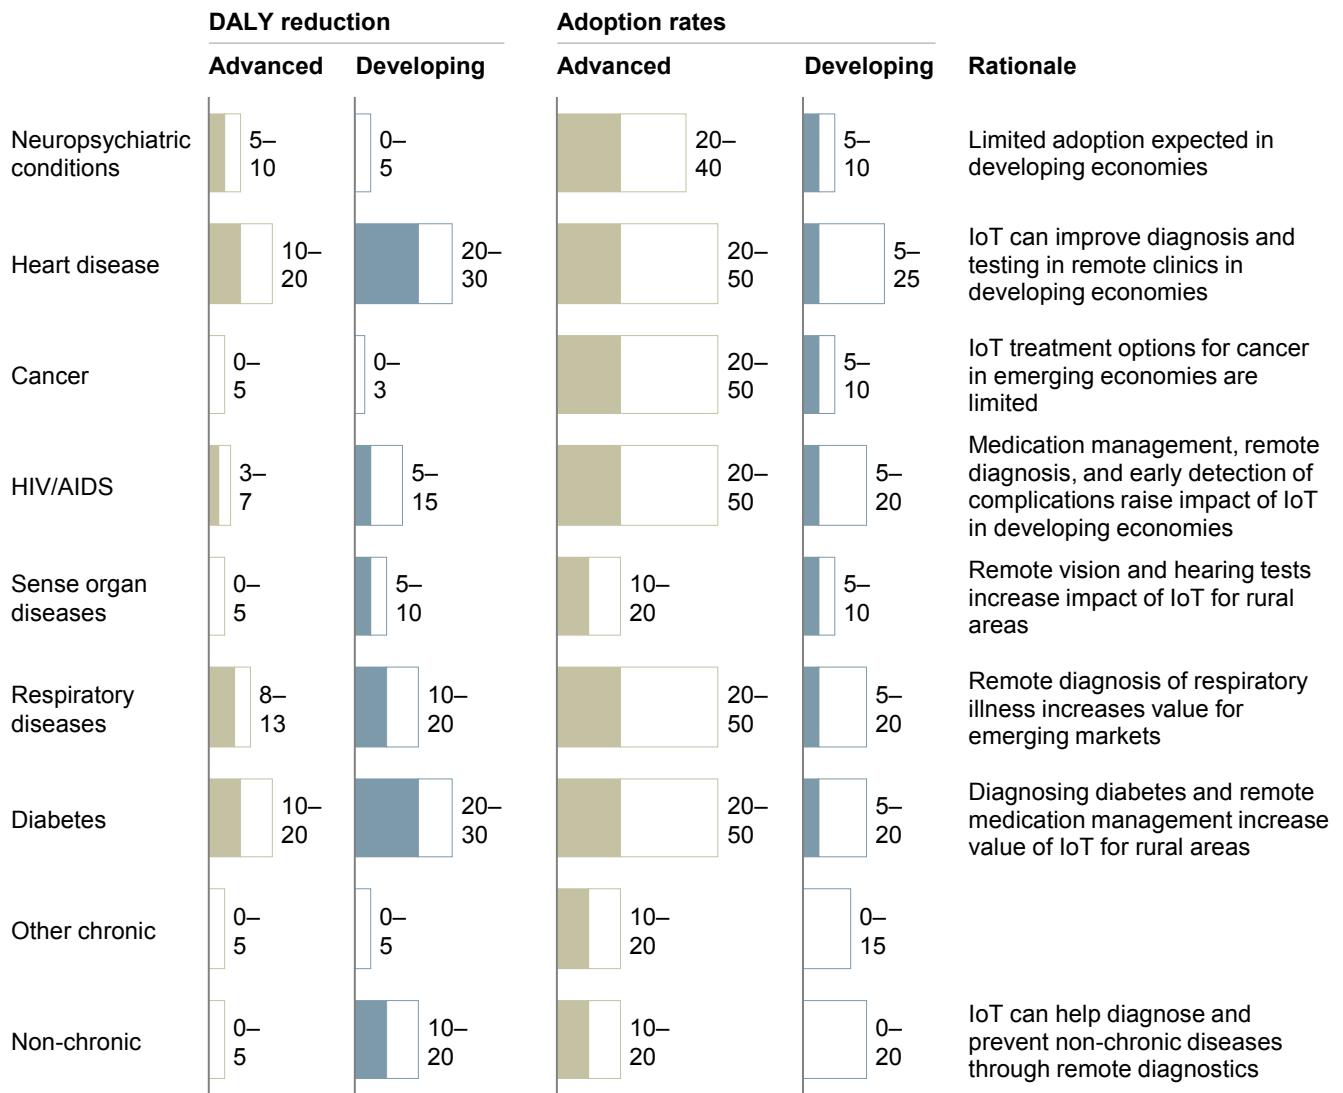 DALY reduction
Adoption rates
Advanced
Developing
Advanced
Developing
Rationale
Neuropsychiatric
conditions
5–
10
0–
5
20–
40
5–
10
Limited adoption expected in
developing economies
Heart disease
10–
20
20–
30
20–
50
5–
25
IoT can improve diagnosis and
testing in remote clinics in
developing economies
Cancer
0–
5
0–
3
20–
50
5–
10
IoT treatment options for cancer
in emerging economies are
limited
HIV/AIDS
3–
7
5–
15
20–
50
5–
20
Medication management, remote
diagnosis, and early detection of
complications raise impact of IoT
in developing economies
Sense organ
diseases
0–
5
5–
10
10–
20
5–
10
Remote vision and hearing tests
increase impact of IoT for rural
areas
Respiratory
diseases
8–
13
10–
20
20–
50
5–
20
Remote diagnosis of respiratory
illness increases value for
emerging markets
Diabetes
10–
20
20–
30
20–
50
5–
20
Diagnosing diabetes and remote
medication management increase
value of IoT for rural areas
Other chronic
0–
5
0–
5
10–
20
0–
15
Non-chronic
0–
5
10–
20
10–
20
0–
20
IoT can help diagnose and
prevent non-chronic diseases
through remote diagnostics